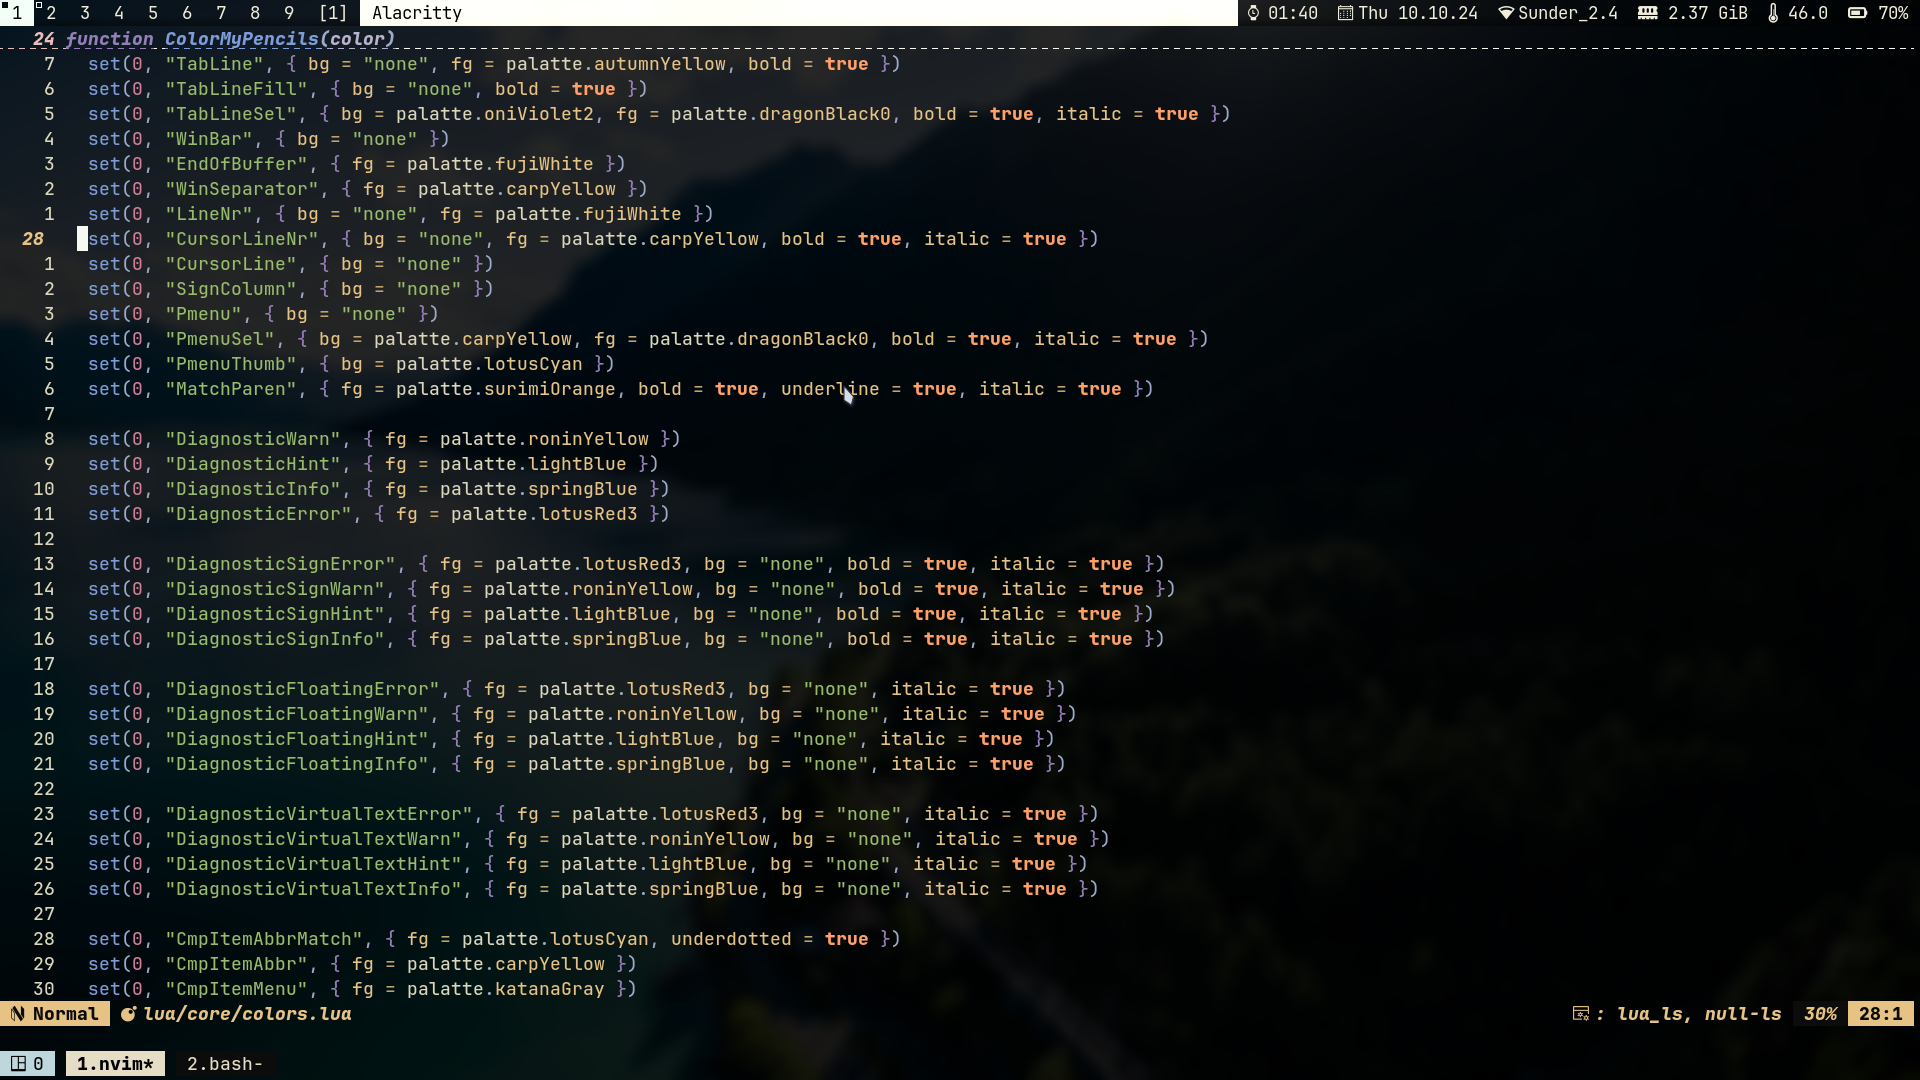 1 2 3 4 5 6 7 8 9 [1] Alacritty 01:40 Thu 10.10.24 Sunder_2.4 2.37 GiB 46.0 70%
24 function ColorMyPencils(color)
7 set(0, "TabLine", { bg = "none", fg = palatte.autumnYellow, bold = true })
6 set(0, "TabLineFill", { bg = "none", bold = true })
5 set(0, "TabLineSel", { bg = palatte.oniViolet2, fg = palatte.dragonBlack0, bold = true, italic = true })
4 set(0, "WinBar", { bg = "none" })
3 set(0, "EndOfBuffer", { fg = palatte.fujiWhite })
2 set(0, "WinSeparator", { fg = palatte.carpYellow })
1 set(0, "LineNr", { bg = "none", fg = palatte.fujiWhite })
28 set(0, "CursorLineNr", { bg = "none", fg = palatte.carpYellow, bold = true, italic = true })
1 set(0, "CursorLine", { bg = "none" })
2 set(0, "SignColumn", { bg = "none" })
3 set(0, "Pmenu", { bg = "none" })
4 set(0, "PmenuSel", { bg = palatte.carpYellow, fg = palatte.dragonBlack0, bold = true, italic = true })
5 set(0, "PmenuThumb", { bg = palatte.lotusCyan })
6 set(0, "MatchParen", { fg = palatte.surimiOrange, bold = true, underline = true, italic = true })
7
8 set(0, "DiagnosticWarn", { fg = palatte.roninYellow })
9 set(0, "DiagnosticHint", { fg = palatte.lightBlue })
10 set(0, "DiagnosticInfo", { fg = palatte.springBlue })
11 set(0, "DiagnosticError", { fg = palatte.lotusRed3 })
12
13 set(0, "DiagnosticSignError", { fg = palatte.lotusRed3, bg = "none", bold = true, italic = true })
14 set(0, "DiagnosticSignWarn", { fg = palatte.roninYellow, bg = "none", bold = true, italic = true })
15 set(0, "DiagnosticSignHint", { fg = palatte.lightBlue, bg = "none", bold = true, italic = true })
16 set(0, "DiagnosticSignInfo", { fg = palatte.springBlue, bg = "none", bold = true, italic = true })
17
18 set(0, "DiagnosticFloatingError", { fg = palatte.lotusRed3, bg = "none", italic = true })
19 set(0, "DiagnosticFloatingWarn", { fg = palatte.roninYellow, bg = "none", italic = true })
20 set(0, "DiagnosticFloatingHint", { fg = palatte.lightBlue, bg = "none", italic = true })
21 set(0, "DiagnosticFloatingInfo", { fg = palatte.springBlue, bg = "none", italic = true })
22
23 set(0, "DiagnosticVirtualTextError", { fg = palatte.lotusRed3, bg = "none", italic = true })
24 set(0, "DiagnosticVirtualTextWarn", { fg = palatte.roninYellow, bg = "none", italic = true })
25 set(0, "DiagnosticVirtualTextHint", { fg = palatte.lightBlue, bg = "none", italic = true })
26 set(0, "DiagnosticVirtualTextInfo", { fg = palatte.springBlue, bg = "none", italic = true })
27
28 set(0, "CmpItemAbbrMatch", { fg = palatte.lotusCyan, underdotted = true })
29 set(0, "CmpItemAbbr", { fg = palatte.carpYellow })
30 set(0, "CmpItemMenu", { fg = palatte.katanaGray })
Normal lua/core/colors.lua : lua_ls, null-ls 30% 28:1
0 1.nvim* 2.bash-